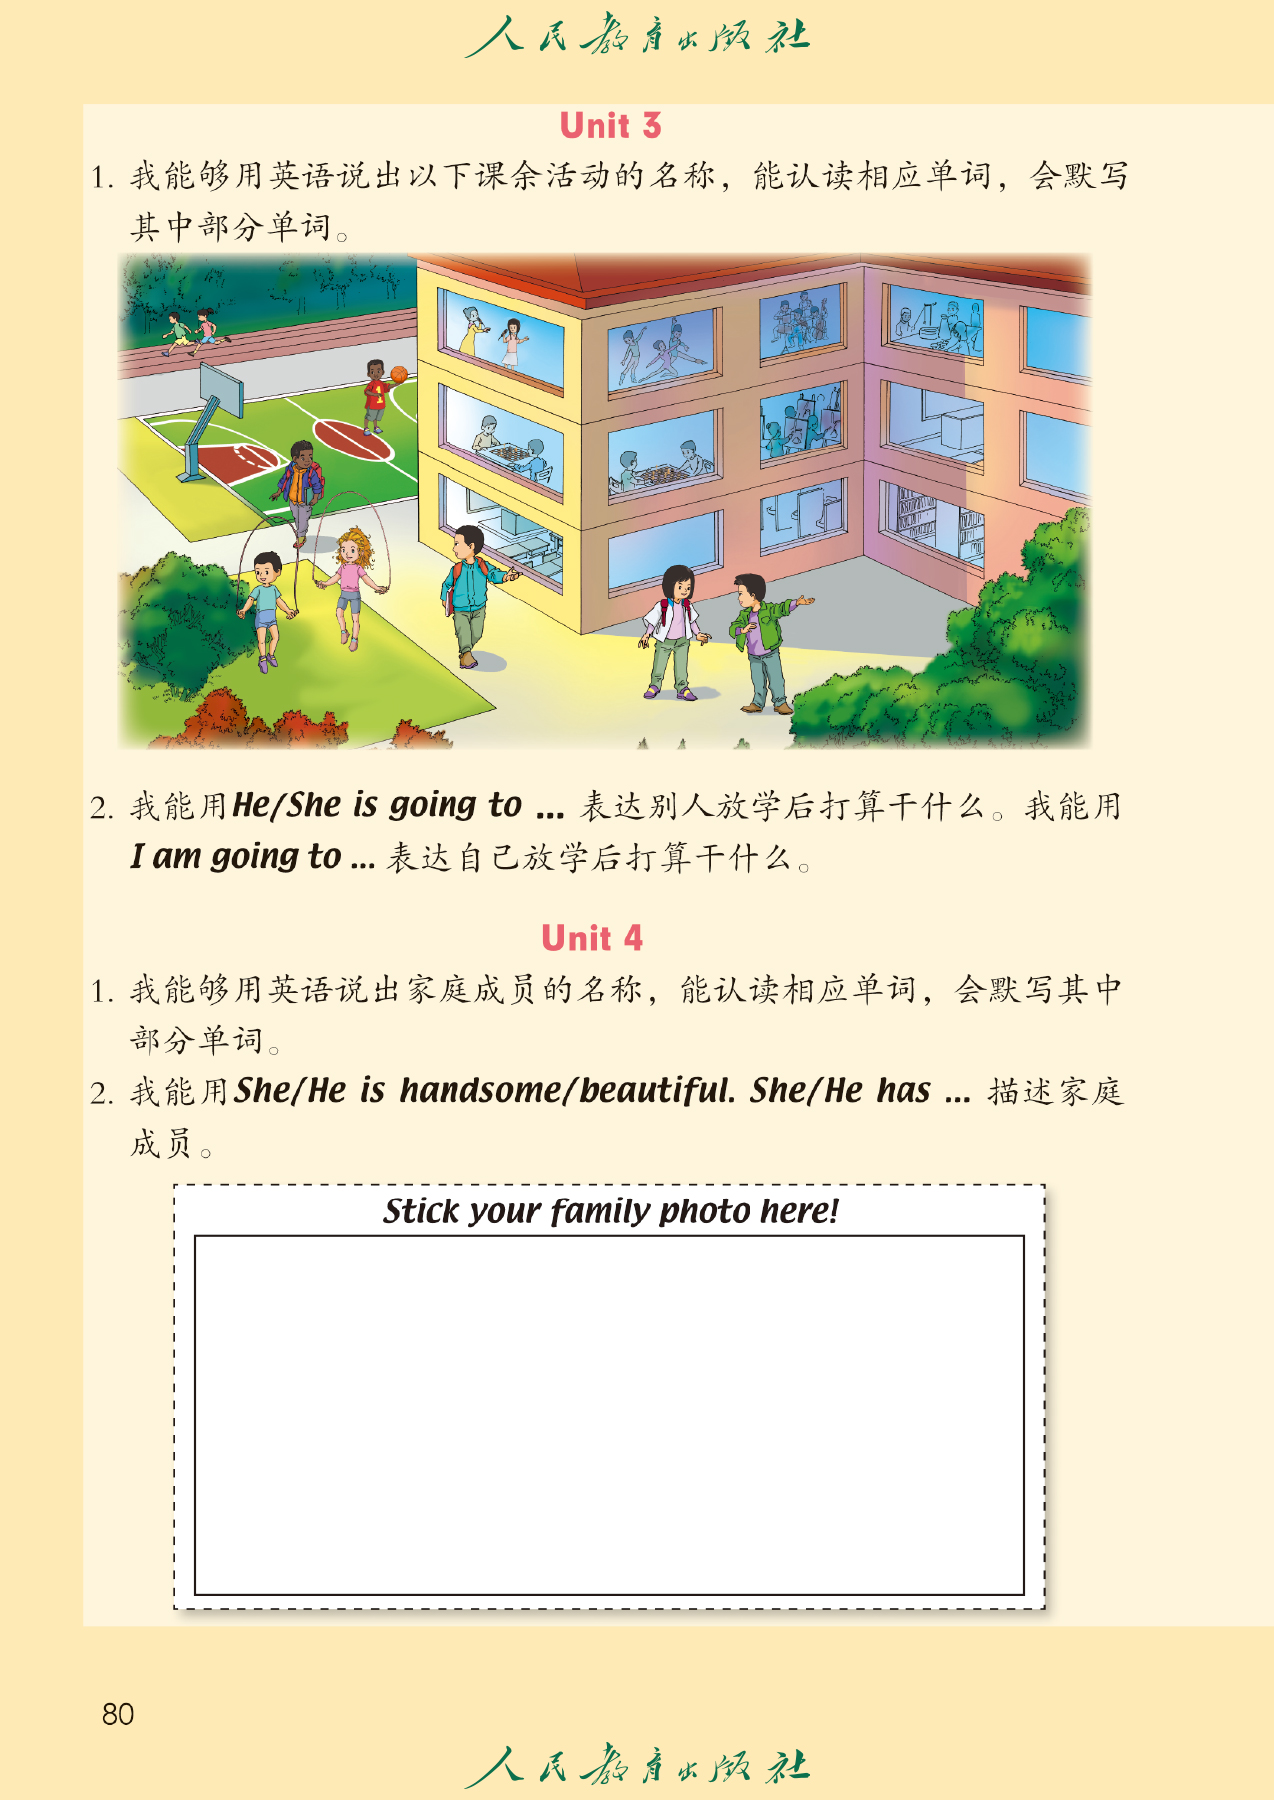 人民教育出版社
Unit 3
1. 我能够用英语说出以下课余活动的名称，能认读相应单词，会默写
其中部分单词。
1
2. 我能用He/She is going to ... 表达别人放学后打算干什么。我能用
I am going to ... 表达自己放学后打算干什么。
Unit 4
1. 我能够用英语说出家庭成员的名称，能认读相应单词，会默写其中
部分单词。
2. 我能用She/He is handsome/beautiful. She/He has ... 描述家庭
成员。
Stick your family photo here!
80
人民教育出版社